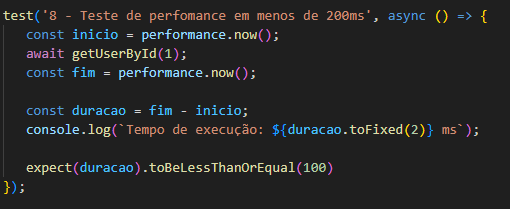 test('8 - Teste de perfomance em menos de 200ms', async () => {
const inicio = performance.now();
await getUserById(1);
const fim = performance.now();
const duracao = fim - inicio;
console.log(`Tempo de execução: ${duracao.toFixed(2)} ms`);
expect(duracao).toBeLessThanOrEqual(100)
});